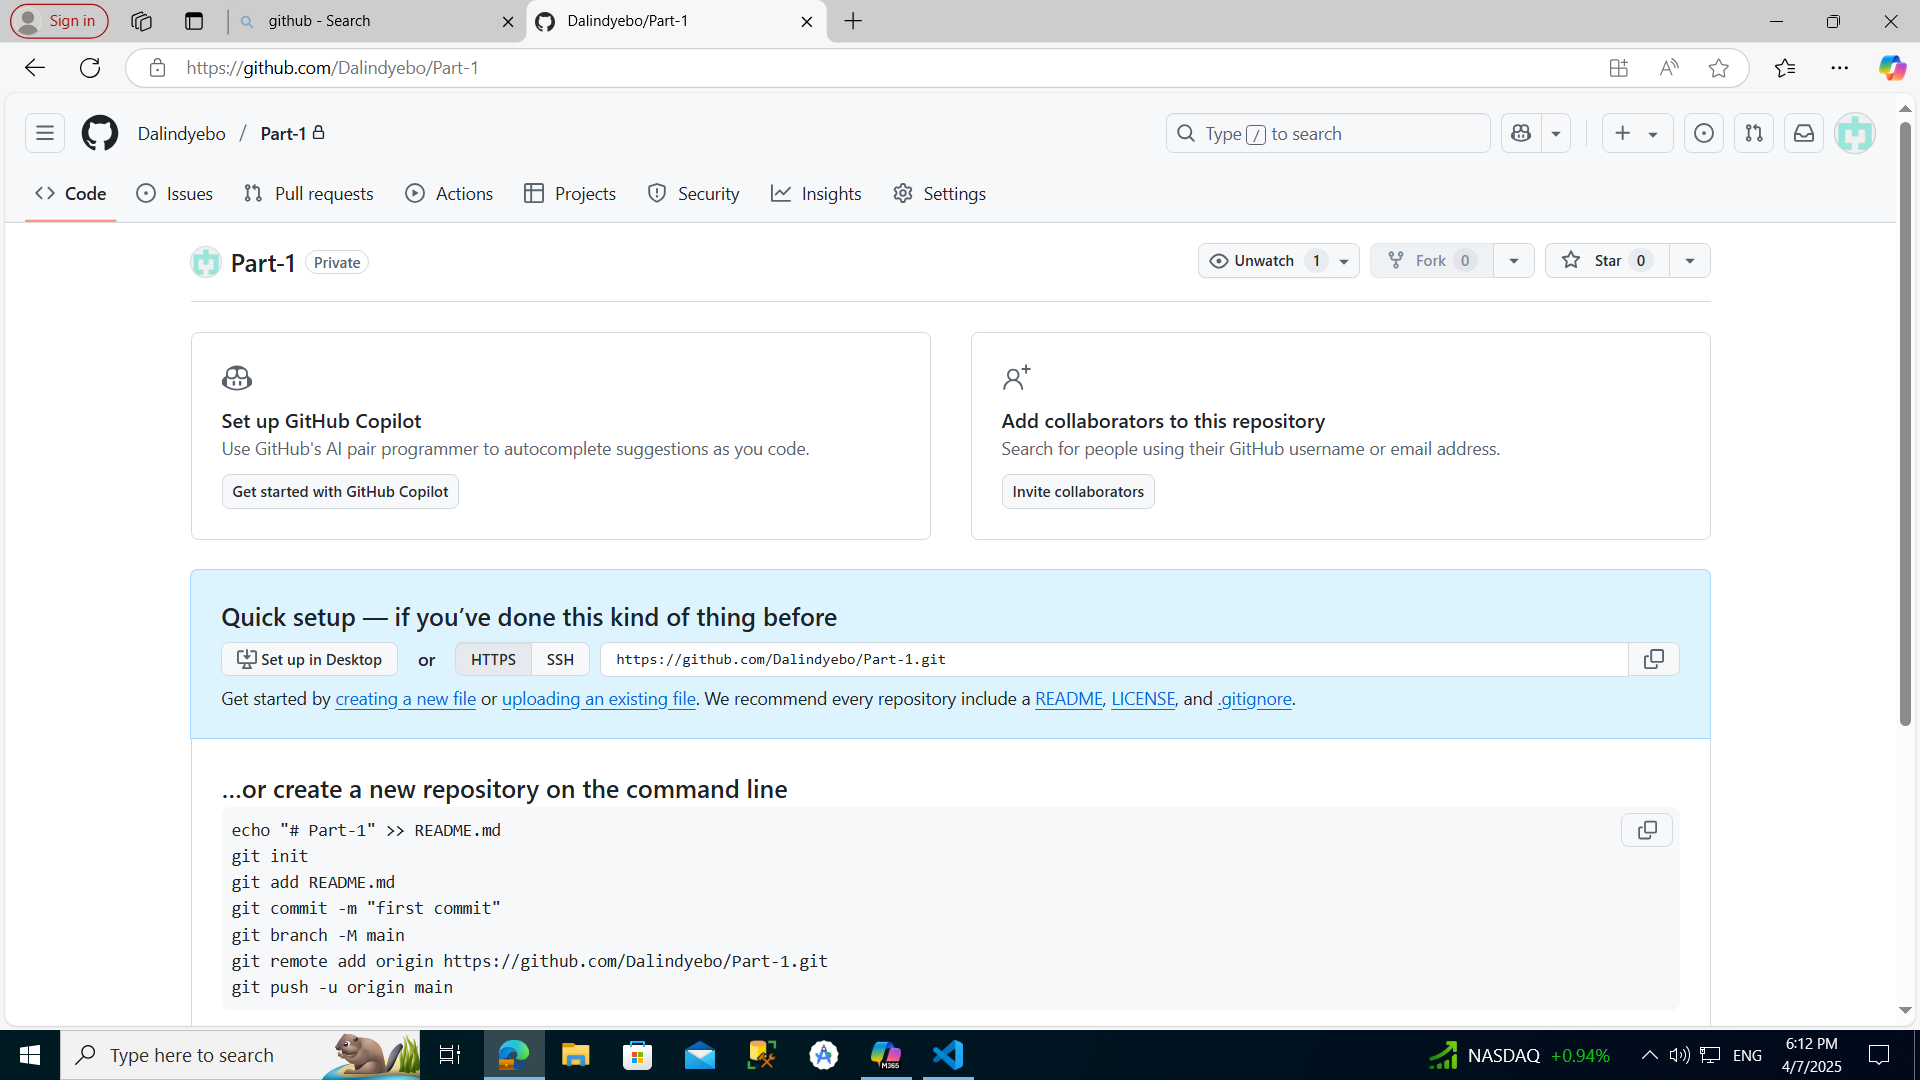 Sign in
github - Search
Dalindyebo/Part-1
https://github.com/Dalindyebo/Part-1
Dalindyebo / Part-1
Type / to search
Code
Issues
Pull requests
Actions
Projects
Security
Insights
Settings
Part-1 Private
Unwatch 1
Fork 0
Star 0
Set up GitHub Copilot
Use GitHub's AI pair programmer to autocomplete suggestions as you code.
Get started with GitHub Copilot
Add collaborators to this repository
Search for people using their GitHub username or email address.
Invite collaborators
Quick setup — if you’ve done this kind of thing before
Set up in Desktop or HTTPS SSH https://github.com/Dalindyebo/Part-1.git
Get started by creating a new file or uploading an existing file. We recommend every repository include a README, LICENSE, and .gitignore.
…or create a new repository on the command line
echo "# Part-1" >> README.md
git init
git add README.md
git commit -m "first commit"
git branch -M main
git remote add origin https://github.com/Dalindyebo/Part-1.git
git push -u origin main
Type here to search
M365
NASDAQ +0.94%
ENG
6:12 PM
4/7/2025